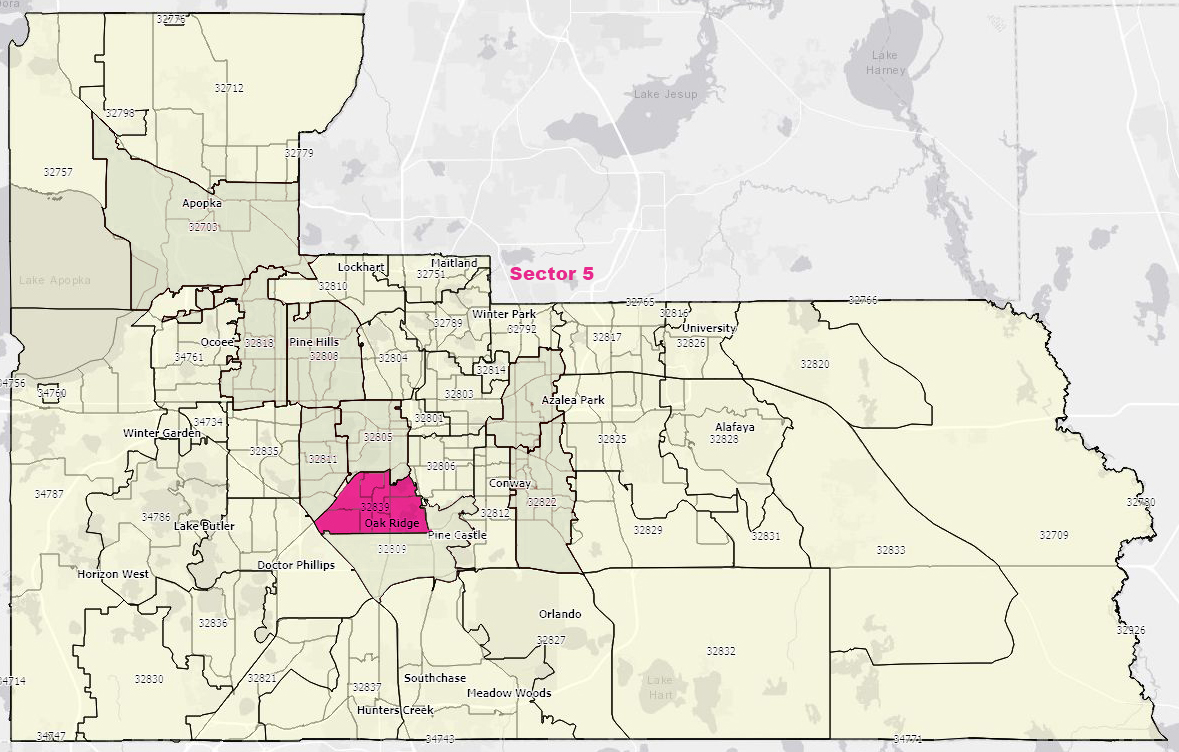 ora
32776
Lake
Harney
32712
Lake Jesup
32798
32779
32757
Apopka
32703
Lockhart
Maitland
Sector 5
32751
Lake Apopka
32810
32765
32766
32816
Winter Park
32789
32792
University
32817
32826
Ocoee
32818
Pine Hills
34761
32808
32804
32820
32814
34756
34760
32803
Azalea Park
32801
34734
Winter Garden
Alafaya
32805
32825
32828
32835
32811
32806
Conway
34787
32822
32780
32839
32812
34786
Lake Butler
Oak Ridge
32829
Pine Castle
32831
32709
32809
32833
Doctor Phillips
Horizon West
Orlando
32836
32926
32827
32832
Southchase
32830
32821
34714
Lake
Hart
32837
Meadow Woods
Hunters Creek
34747
34743
34771